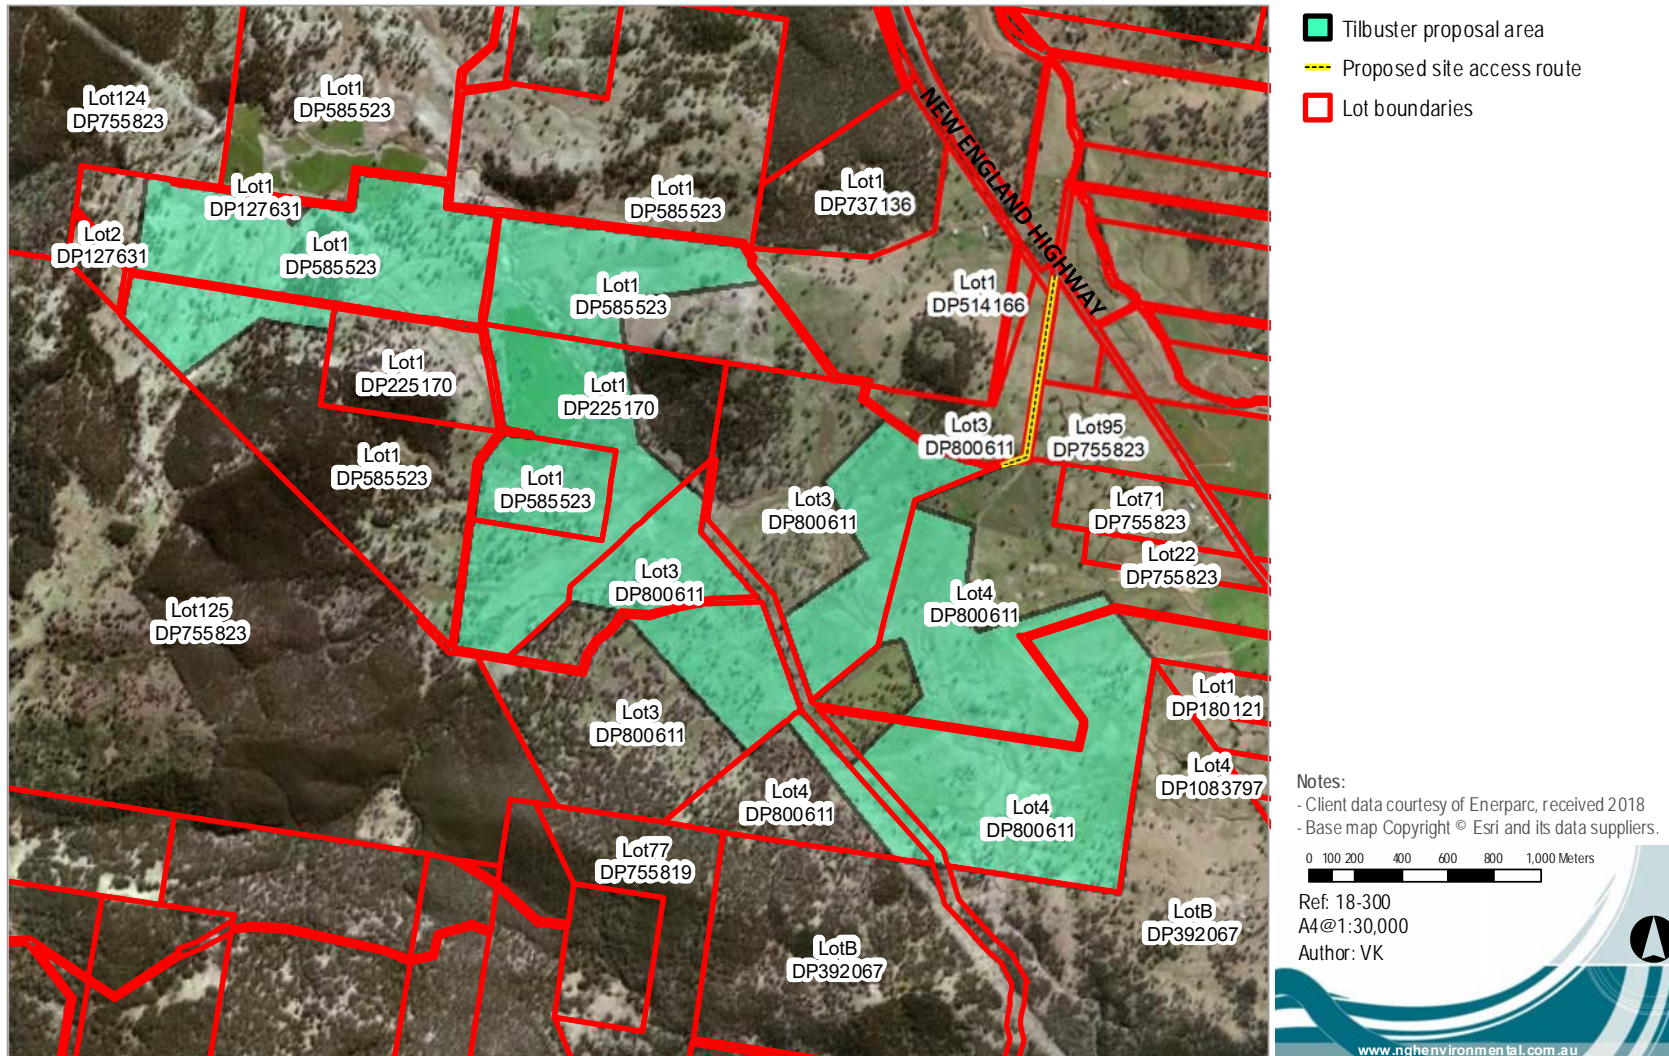 Tilbuster proposal area
Proposed site access route
Lot boundaries
Lot124
DP755823
Lot1
DP585523
Lot1
DP127631
Lot2
DP127631
Lot1
DP585523
Lot1
DP585523
Lot1
DP737136
NEW ENGLAND HIGHWAY
Lot1
DP585523
Lot1
DP514166
Lot1
DP225170
Lot1
DP225170
Lot1
DP585523
Lot1
DP585523
Lot3
DP800611
Lot95
DP755823
Lot3
DP800611
Lot71
DP755823
Lot22
DP755823
Lot3
DP800611
Lot4
DP800611
Lot125
DP755823
Lot3
DP800611
Lot1
DP180121
Lot4
DP1083797
Lot4
DP800611
Lot4
DP800611
Lot77
DP755819
LotB
DP392067
LotB
DP392067
Notes:
- Client data courtesy of Enerparc, received 2018
- Base map Copyright © Esri and its data suppliers.
0 100 200 400 600 800 1,000 Meters
Ref: 18-300
A4@1:30,000
Author: VK
www.nghenvironmental.com.au